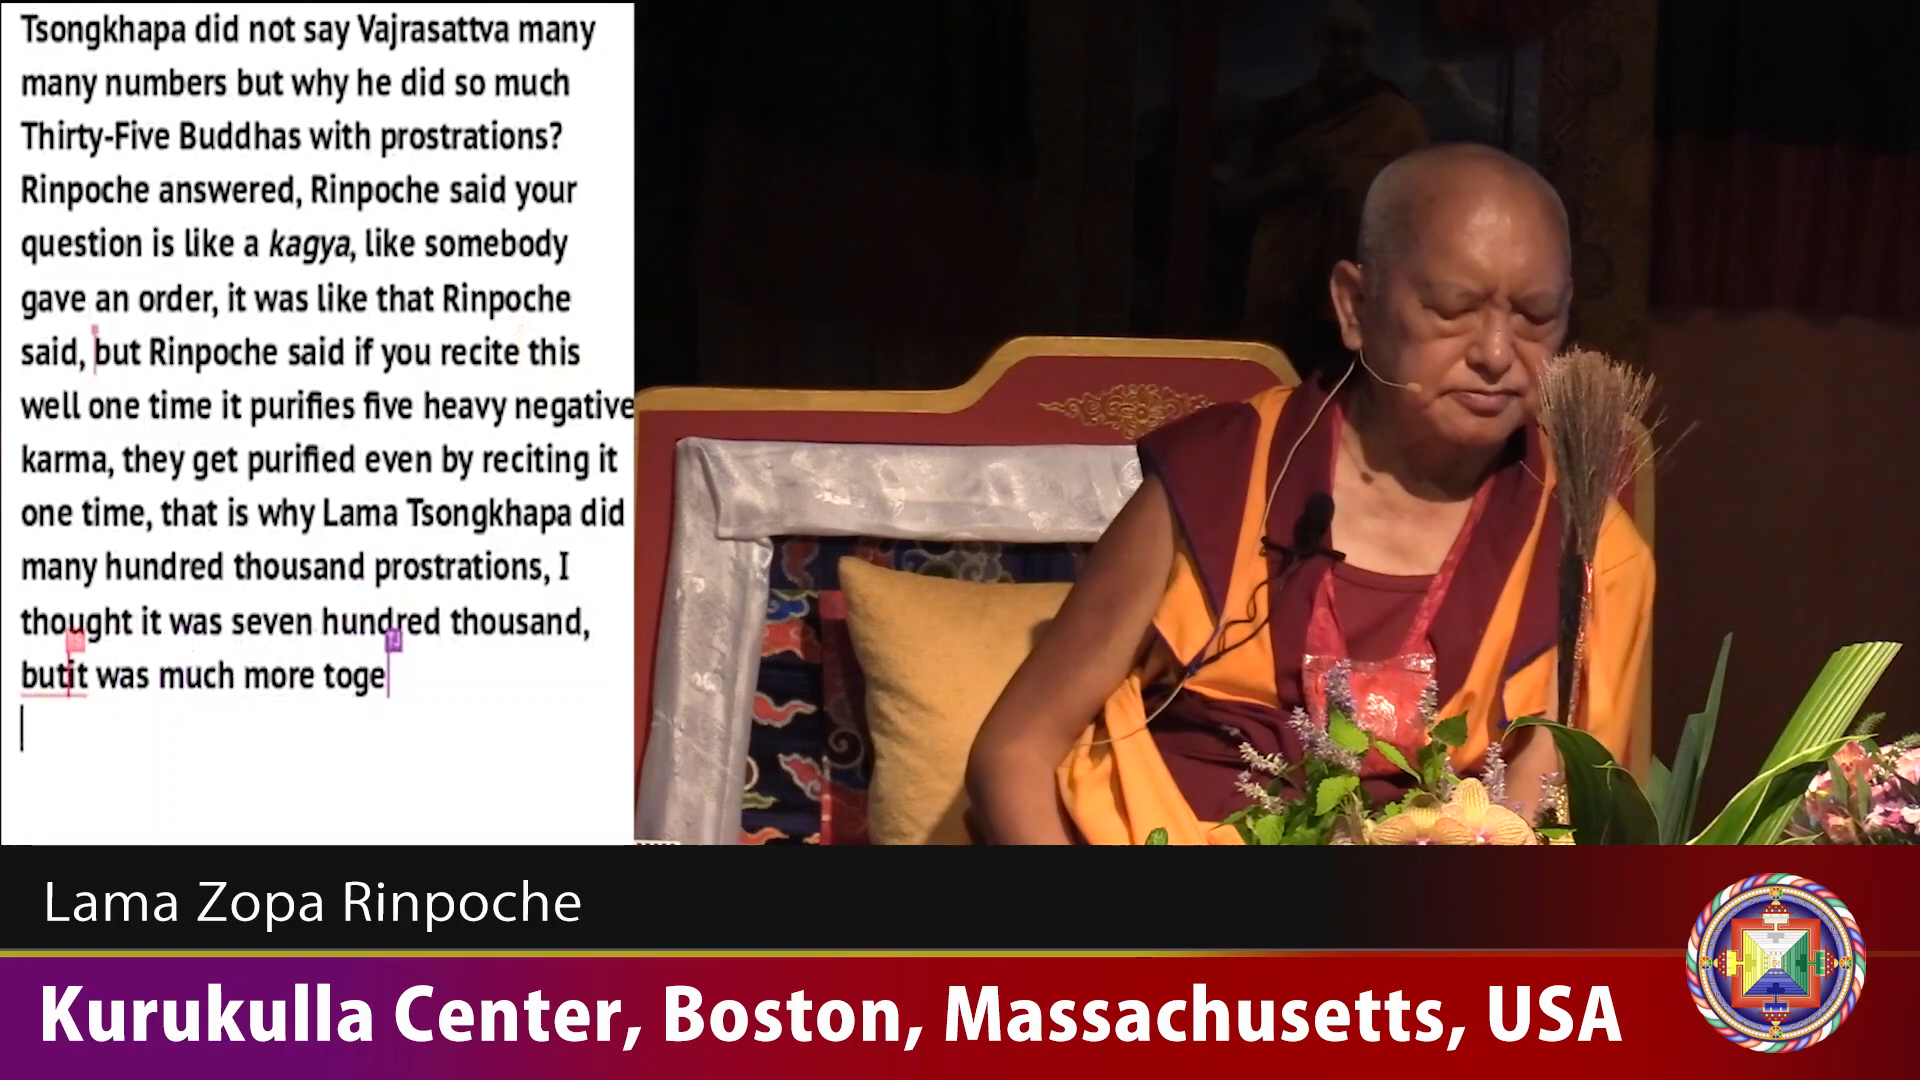 Tsongkhapa did not say Vajrasattva many
many numbers but why he did so much
Thirty-Five Buddhas with prostrations?
Rinpoche answered, Rinpoche said your
question is like a kagya, like somebody
gave an order, it was like that Rinpoche
said, but Rinpoche said if you recite this
well one time it purifies five heavy negative
karma, they get purified even by reciting it
one time, that is why Lama Tsongkhapa did
many hundred thousand prostrations, I
thought it was seven hundred thousand,
butit was much more toge
Lama Zopa Rinpoche
Kurukulla Center, Boston, Massachusetts, USA